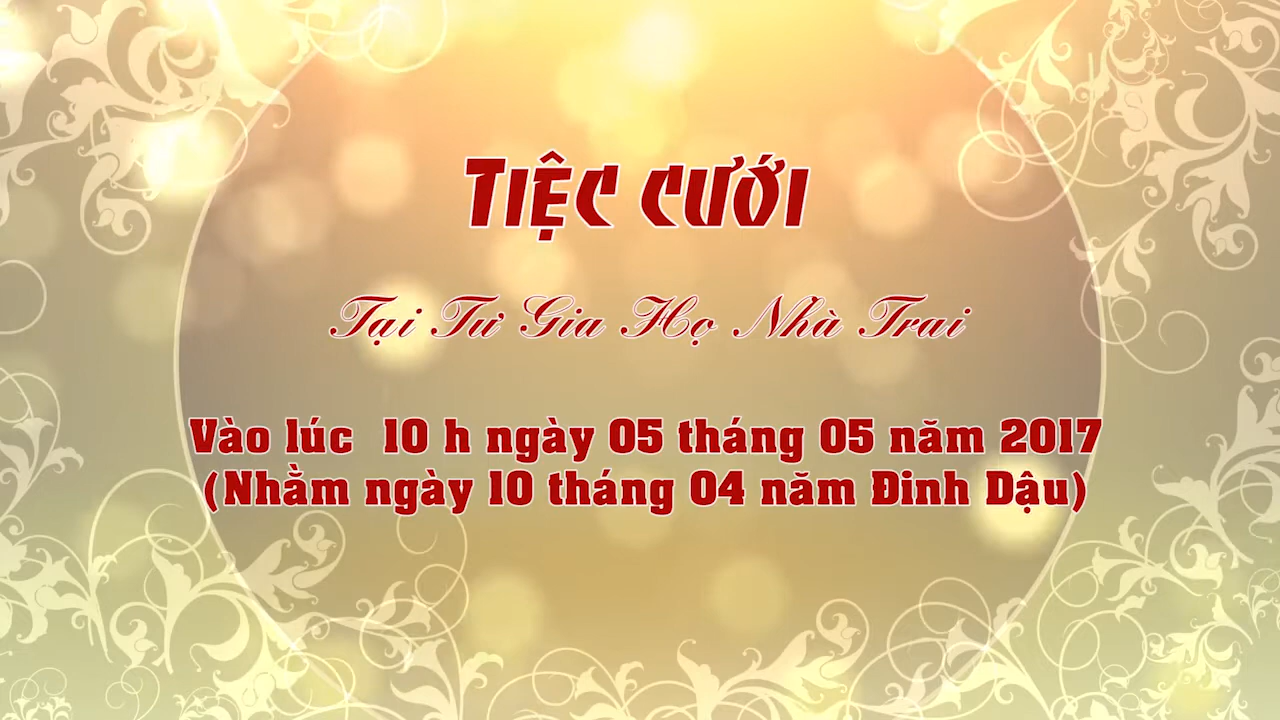 Tiệc cưới
Tại Tư Gia Họ Nhà Trai
Vào lúc 10 h ngày 05 tháng 05 năm 2017
(Nhằm ngày 10 tháng 04 năm Đinh Dậu)